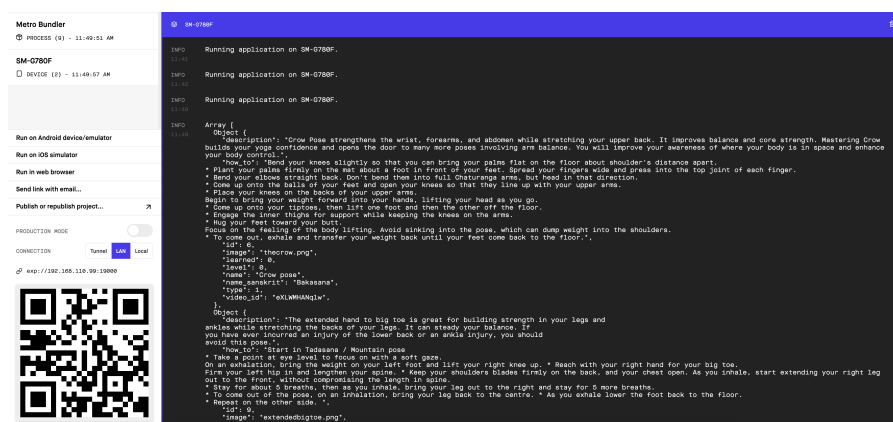 Metro Bundler
PROCESS (9) - 11:49:51 AM
SM-G780F
DEVICE (2) - 11:49:57 AM
Run on Android device/emulator
Run on iOS simulator
Run in web browser
Send link with email...
Publish or republish project...
PRODUCTION MODE
CONNECTION
Tunnel LAN Local
exp://192.168.110.99:19000
SM-G780F
INFO Running application on SM-G780F.
11:41
INFO Running application on SM-G780F.
11:42
INFO Running application on SM-G780F.
11:49
INFO Array [
Object {
"description": "Crow Pose strengthens the wrist, forearms, and abdomen while stretching your upper back. It improves balance and core strength. Mastering Crow
builds your yoga confidence and opens the door to many more poses involving arm balance. You will improve your awareness of where your body is in space and enhance
your body control.",
"how_to": "Bend your knees slightly so that you can bring your palms flat on the floor about shoulder's distance apart.
* Plant your palms firmly on the mat about a foot in front of your feet. Spread your fingers wide and press into the top joint of each finger.
* Bend your elbows straight back. Don't bend them into full Chaturanga arms, but head in that direction.
* Come up onto the balls of your feet and open your knees so that they line up with your upper arms.
* Place your knees on the backs of your upper arms.
Begin to bring your weight forward into your hands, lifting your head as you go.
* Come up onto your tiptoes, then lift one foot and then the other off the floor.
* Engage the inner thighs for support while keeping the knees on the arms.
* Hug your feet toward your butt.
Focus on the feeling of the body lifting. Avoid sinking into the pose, which can dump weight into the shoulders.
* To come out, exhale and transfer your weight back until your feet come back to the floor.",
"id": 6,
"image": "thecrow.png",
"learned": 0,
"level": 0,
"name": "Crow pose",
"name_sanskrit": "Bakasana",
"type": 1,
"video_id": "eXLWMHANqlw",
},
Object {
"description": "The extended hand to big toe is great for building strength in your legs and
ankles while stretching the backs of your legs. It can steady your balance. If
you have ever incurred an injury of the lower back or an ankle injury, you should
avoid this pose.",
"how_to": "Start in Tadasana / Mountain pose
* Take a point at eye level to focus on with a soft gaze.
On an exhalation, bring the weight on your left foot and lift your right knee up. * Reach with your right hand for your big toe.
Firm your left hip in and lengthen your spine. * Keep your shoulders blades firmly on the back, and your chest open. As you inhale, start extending your right leg
out to the front, without compromising the length in spine.
* Stay for about 5 breaths, then as you inhale, bring your leg out to the right and stay for 5 more breaths.
* To come out of the pose, on an inhalation, bring your leg back to the centre. * As you exhale lower the foot back to the floor.
* Repeat on the other side. ",
"id": 9,
"image": "extendedbigtoe.png",